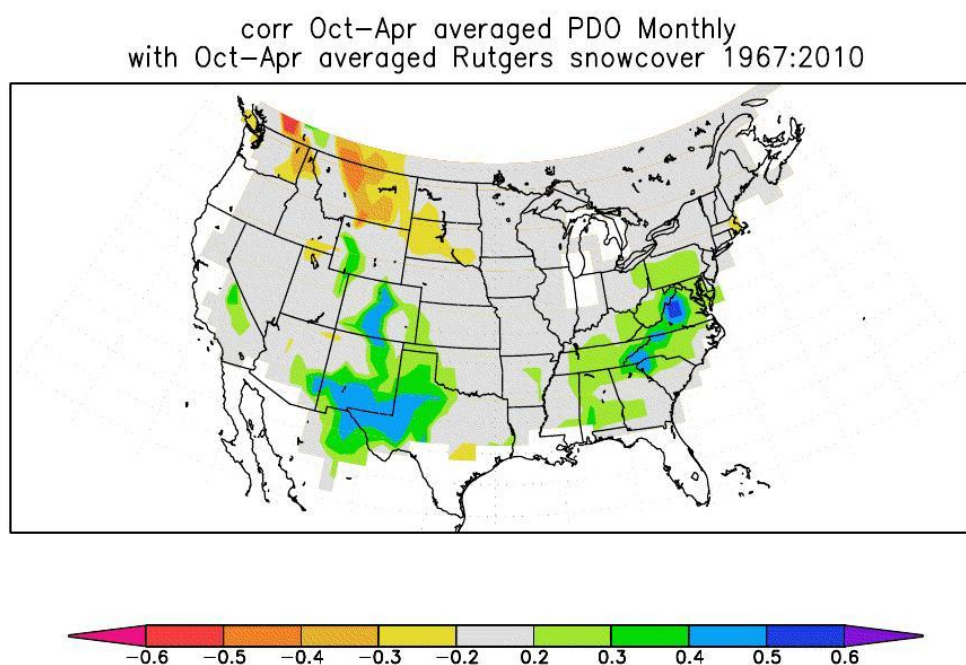 corr Oct-Apr averaged PDO Monthly
with Oct-Apr averaged Rutgers snowcover 1967:2010
-0.6 -0.5 -0.4 -0.3 -0.2 0.2 0.3 0.4 0.5 0.6